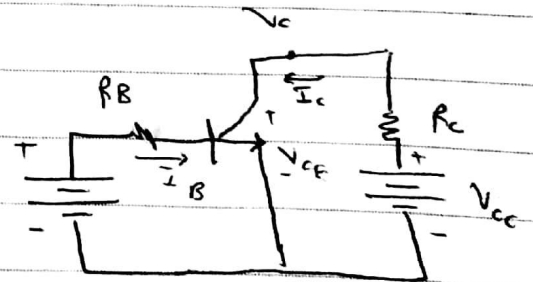 Vc
RB
Ic
Rc
+
+
+
IB
VCE
-
Vcc
-
-